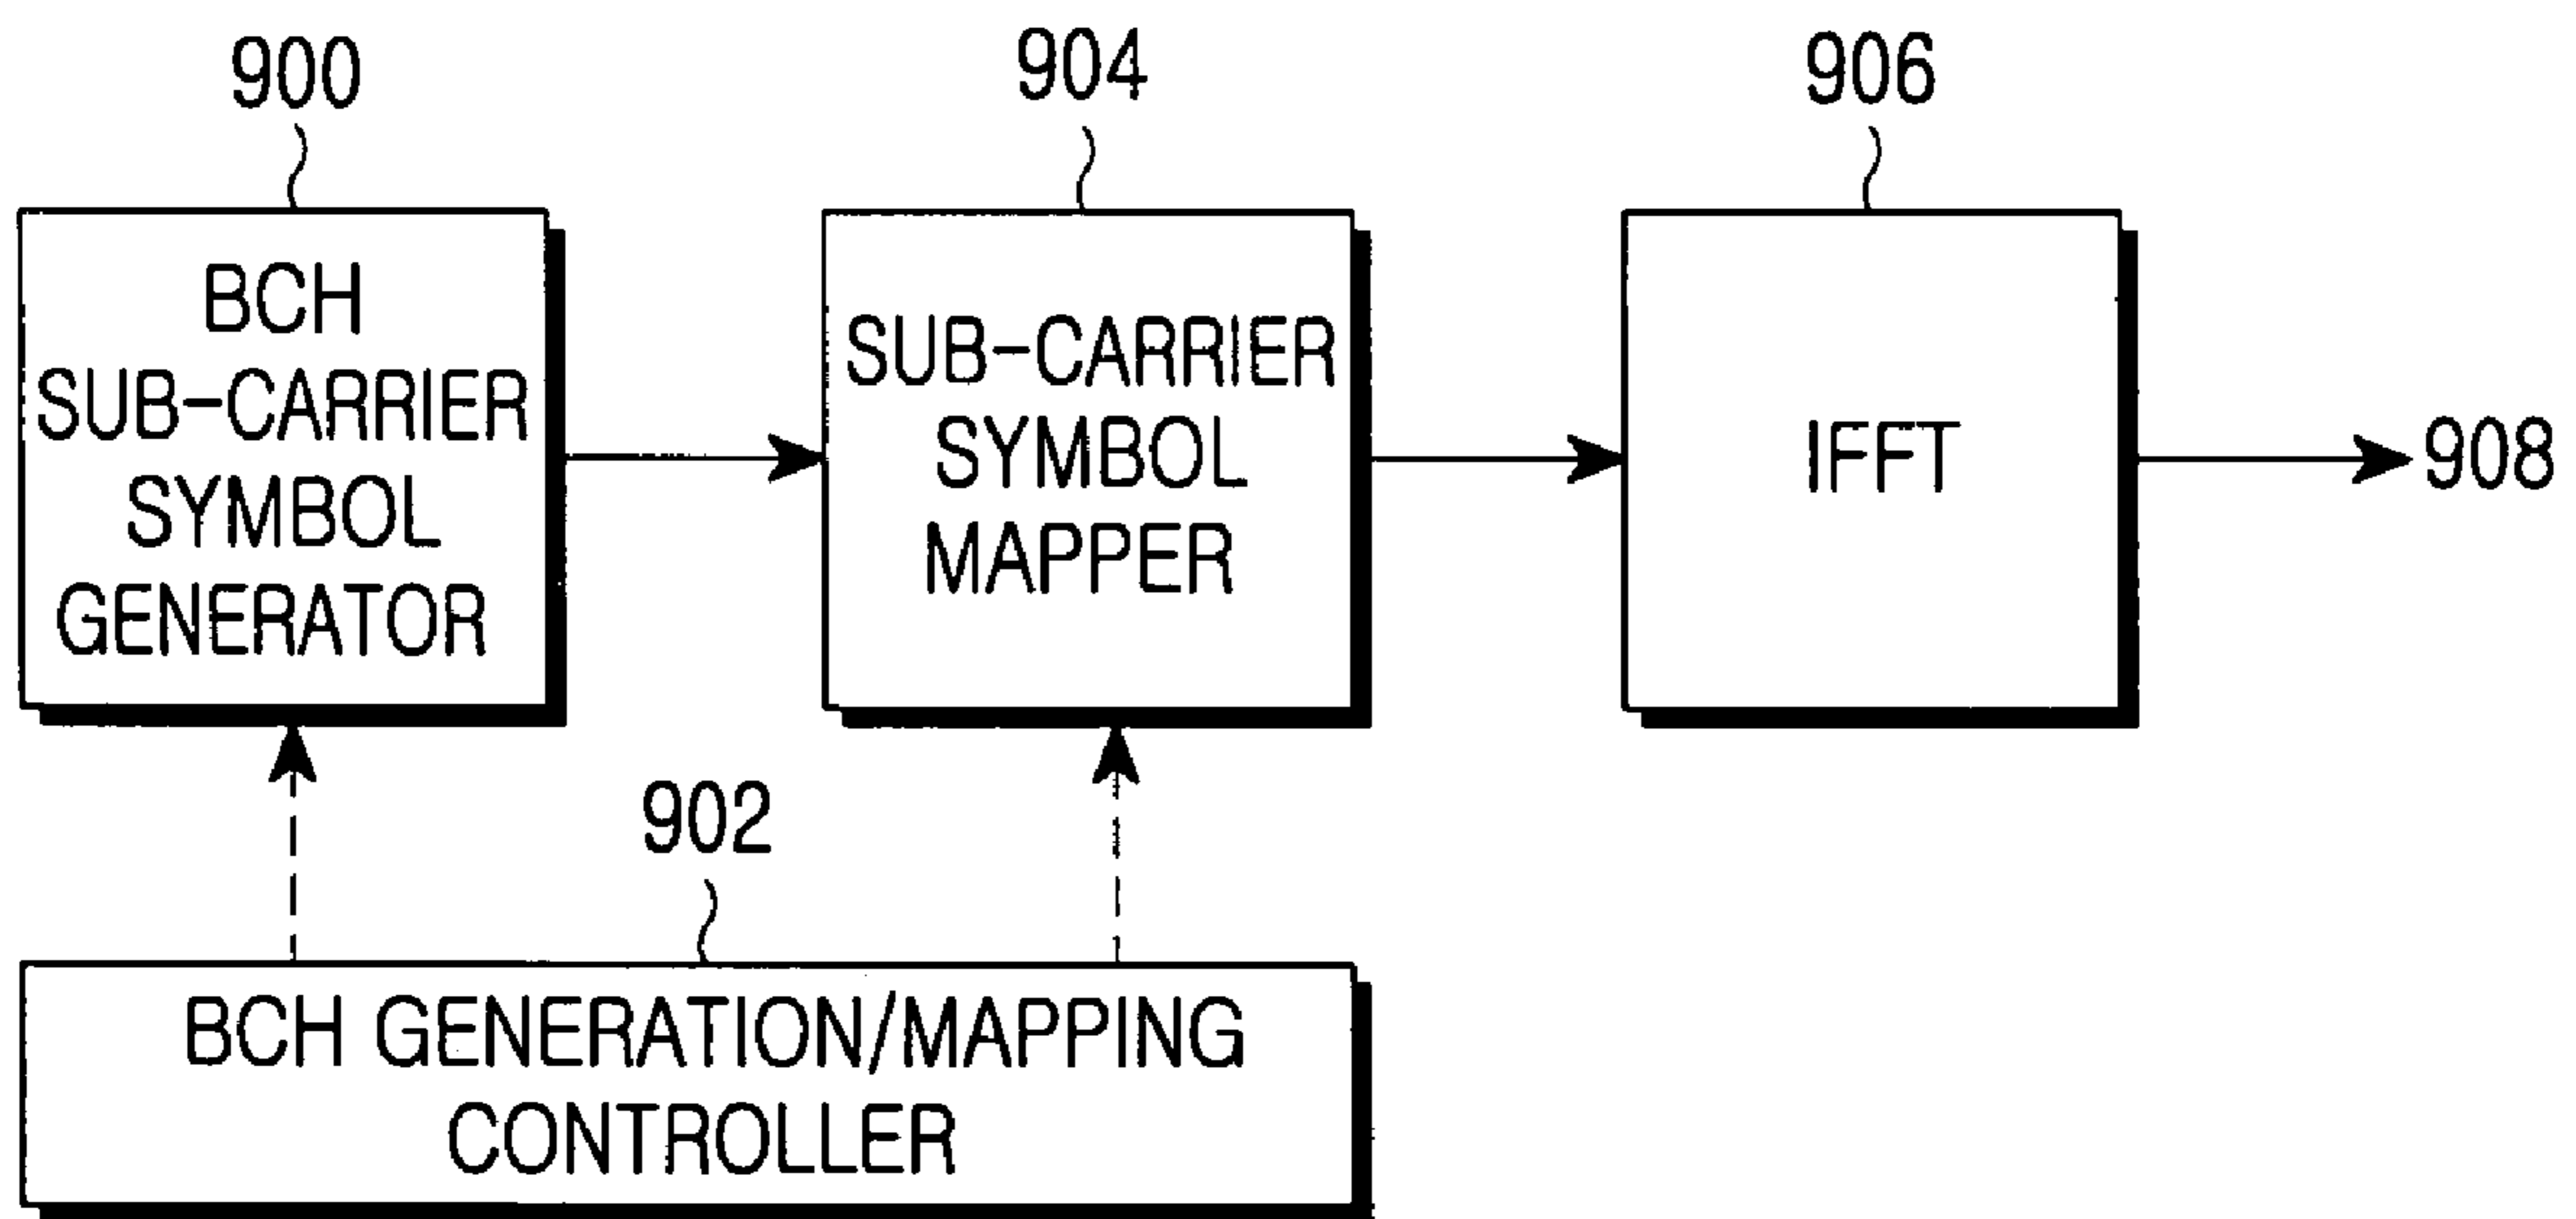 900
904
906
BCH
SUB-CARRIER
SYMBOL
GENERATOR
SUB-CARRIER
SYMBOL
MAPPER
IFFT
908
902
BCH GENERATION/MAPPING
CONTROLLER